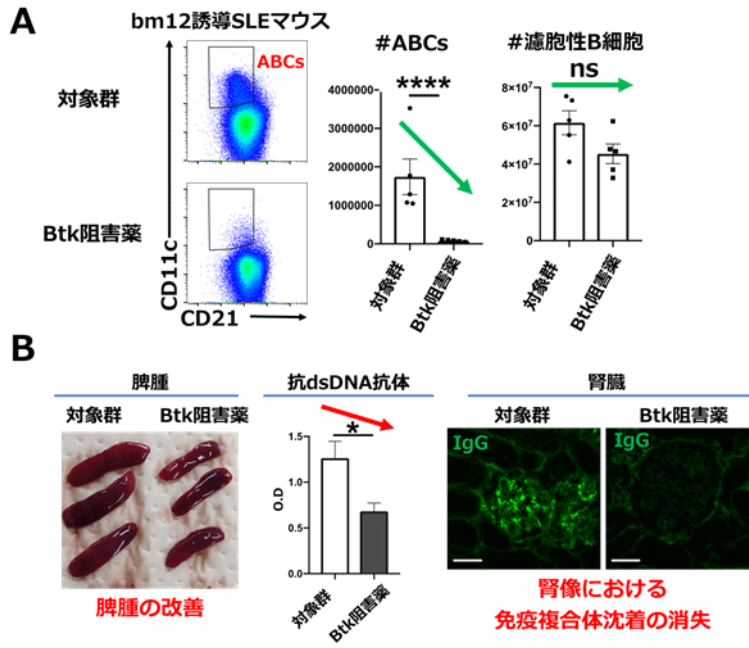 A
bm12誘導SLEマウス
対象群
ABCs
Btk阻害薬
CD11c
CD21
#ABCs
****
4000000
3000000
2000000
1000000
0
対象群
Btk阻害薬
#濾胞性B細胞
ns
8×10⁷
6×10⁷
4×10⁷
2×10⁷
0
対象群
Btk阻害薬
B
脾腫
対象群 Btk阻害薬
脾腫の改善
抗dsDNA抗体
*
O.D
1.5
1.0
0.5
0.0
対象群
Btk阻害薬
腎臓
対象群 Btk阻害薬
IgG IgG
腎像における
免疫複合体沈着の消失